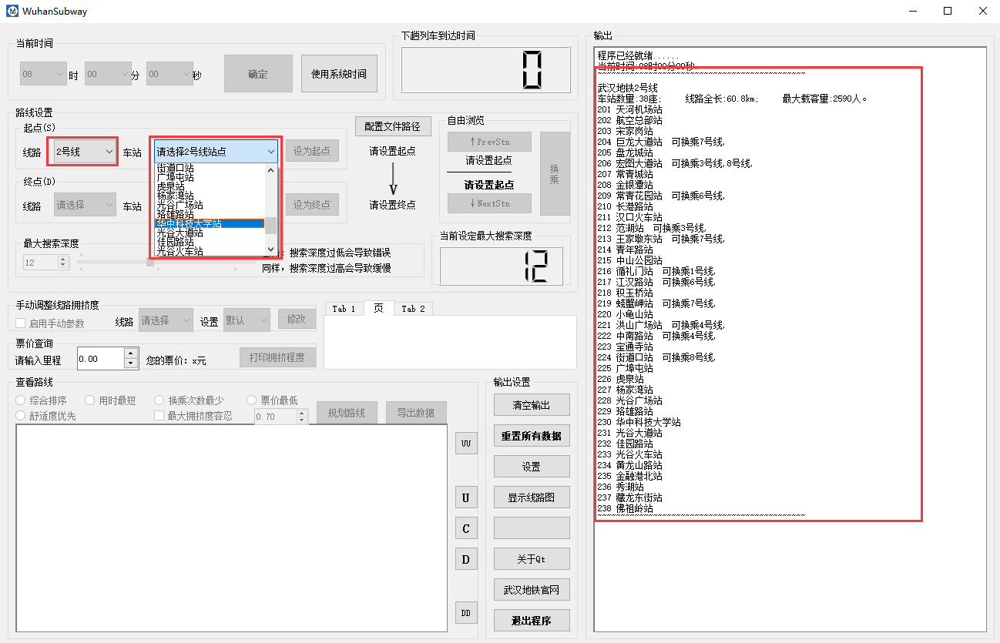 WuhanSubway
当前时间
08 时 00 分 00 秒
确定
使用系统时间
下趟列车到达时间
0
路线设置
起点(S)
线路 2号线 车站 请选择2号线站点 设为起点
街道口站
广埠屯站
虎泉站
杨家湾站
光谷广场站
珞雄路站
华中科技大学站
光谷大道站
佳园路站
光谷火车站
终点(D)
线路 请选择 车站 设为终点
最大搜索深度
12
搜索深度过低会导致错误
同样，搜索深度过高会导致缓慢
配置文件路径
请设置起点
V
请设置终点
自由浏览
↑PrevStn
请设置起点
请设置起点
↓NextStn
换乘
当前设定最大搜索深度
12
手动调整线路拥挤度
启用手动参数 线路 请选择 设置 默认 修改
票价查询
请输入里程 0.00 您的票价：x元 打印拥挤程度
Tab 1 页 Tab 2
查看路线
综合排序 用时最短 换乘次数最少 票价最低
舒适度优先 最大拥挤度容忍 0.70 规划路线 导出数据
UU
U
C
D
DD
输出设置
清空输出
重置所有数据
设置
显示线路图
关于Qt
武汉地铁官网
退出程序
输出
程序已经就绪......
当前时间:08时00分00秒.
~~~~~~~~~~~~~~~~~~~~~~~~~~~~~~~~~~~~~~~~~~~~~
武汉地铁2号线
车站数量:38座; 线路全长:60.8km; 最大载客量:2590人。
201 天河机场站
202 航空总部站
203 宋家岗站
204 巨龙大道站 可换乘7号线,
205 盘龙城站
206 宏图大道站 可换乘3号线,8号线,
207 常青城站
208 金银潭站
209 常青花园站 可换乘6号线,
210 长港路站
211 汉口火车站
212 范湖站 可换乘3号线,
213 王家墩东站 可换乘7号线,
214 青年路站
215 中山公园站
216 循礼门站 可换乘1号线,
217 江汉路站 可换乘6号线,
218 积玉桥站
219 螃蟹岬站 可换乘7号线,
220 小龟山站
221 洪山广场站 可换乘4号线,
222 中南路站 可换乘4号线,
223 宝通寺站
224 街道口站 可换乘8号线,
225 广埠屯站
226 虎泉站
227 杨家湾站
228 光谷广场站
229 珞雄路站
230 华中科技大学站
231 光谷大道站
232 佳园路站
233 光谷火车站
234 黄龙山路站
235 金融港北站
236 秀湖站
237 藏龙东街站
238 佛祖岭站
~~~~~~~~~~~~~~~~~~~~~~~~~~~~~~~~~~~~~~~~~~~~~